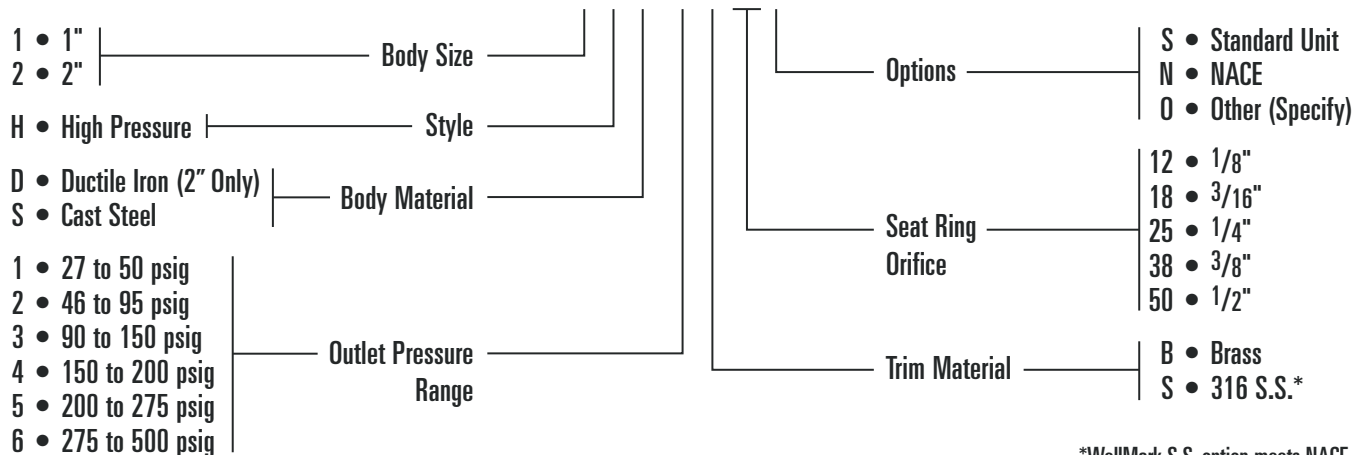 1 • 1"
2 • 2"
Body Size
H • High Pressure
Style
D • Ductile Iron (2" Only)
S • Cast Steel
Body Material
1 • 27 to 50 psig
2 • 46 to 95 psig
3 • 90 to 150 psig
4 • 150 to 200 psig
5 • 200 to 275 psig
6 • 275 to 500 psig
Outlet Pressure
Range
Options
S • Standard Unit
N • NACE
O • Other (Specify)
Seat Ring
Orifice
12 • 1/8"
18 • 3/16"
25 • 1/4"
38 • 3/8"
50 • 1/2"
Trim Material
B • Brass
S • 316 S.S.*
*WellMark S.S. option meets NACE